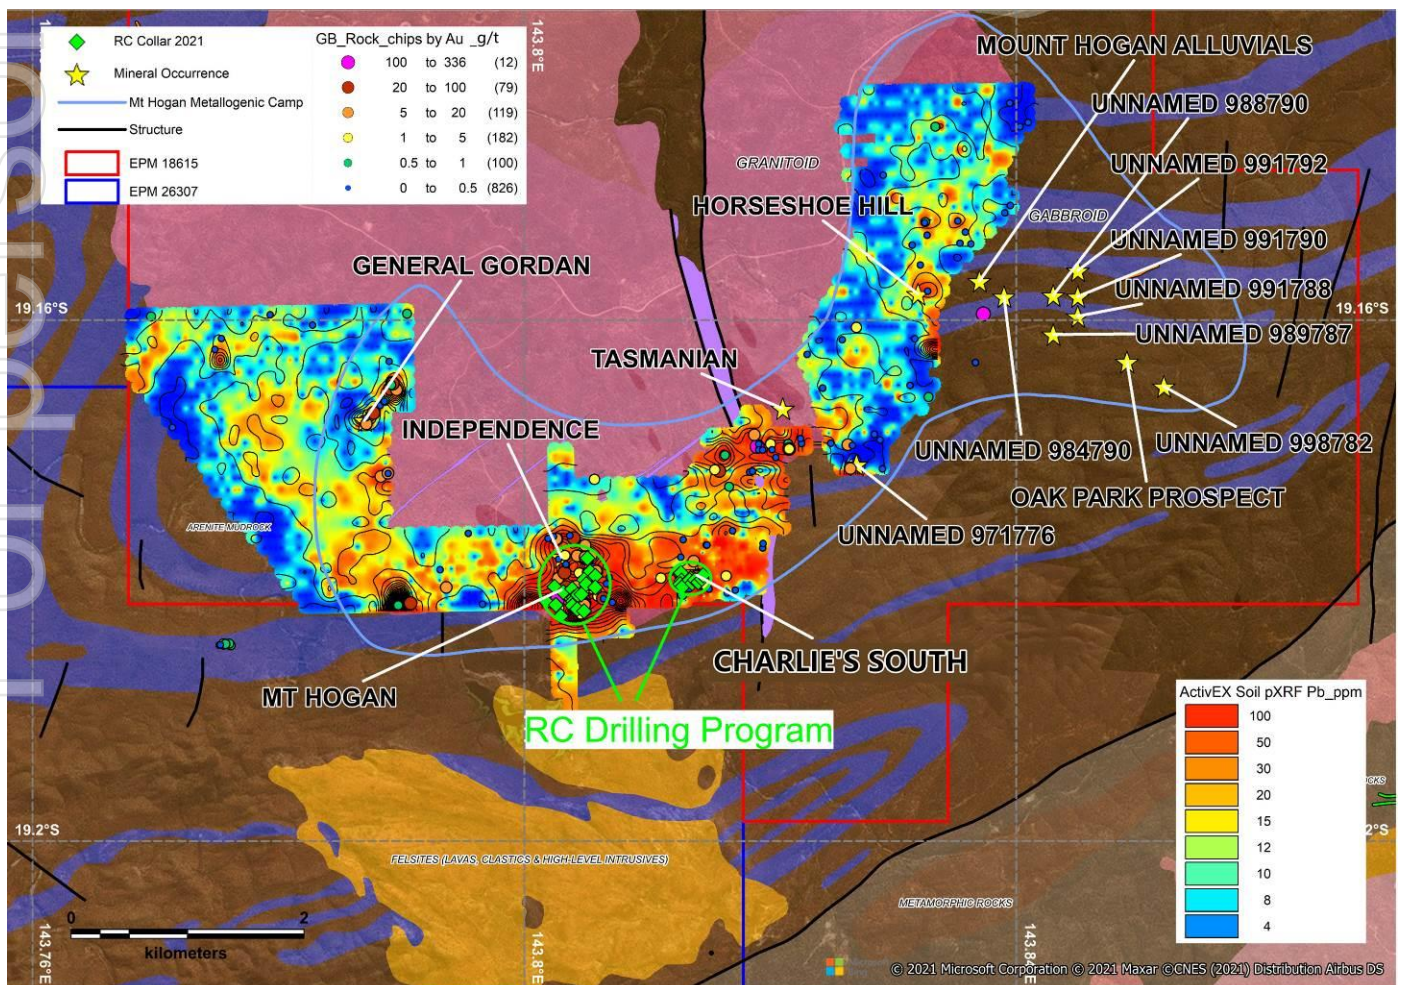 For personal
RC Collar 2021
Mineral Occurrence
Mt Hogan Metallogenic Camp
Structure
EPM 18615
EPM 26307
GB_Rock_chips by Au _g/t
100 to 336 (12)
20 to 100 (79)
5 to 20 (119)
1 to 5 (182)
0.5 to 1 (100)
0 to 0.5 (826)
143.8°E
MOUNT HOGAN ALLUVIALS
UNNAMED 988790
GRANITOID
UNNAMED 991792
HORSESHOE HILL
GABBROID
UNNAMED 991790
GENERAL GORDAN
UNNAMED 991788
19.16°S
19.16°S
UNNAMED 989787
TASMANIAN
INDEPENDENCE
UNNAMED 984790
UNNAMED 998782
OAK PARK PROSPECT
ARENITE MUDROCK
UNNAMED 971776
CHARLIE'S SOUTH
MT HOGAN
RC Drilling Program
ActivEX Soil pXRF Pb_ppm
100
50
30
20
15
12
10
8
4
19.2°S
2°S
FELSITES (LAVAS, CLASTICS & HIGH-LEVEL INTRUSIVES)
METAMORPHIC ROCKS
0 2
kilometers
143.76°E
143.8°E
143.84°E
© 2021 Microsoft Corporation © 2021 Maxar ©CNES (2021) Distribution Airbus DS